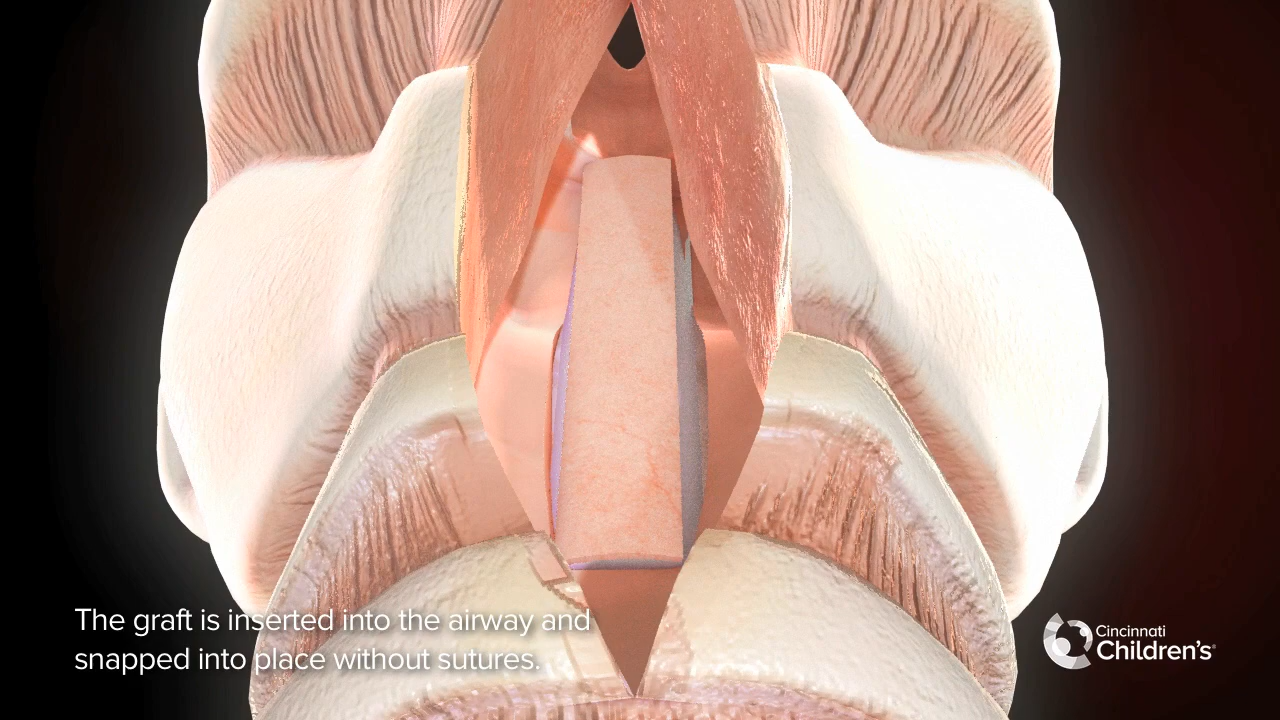 The graft is inserted into the airway and
snapped into place without sutures.
Cincinnati
Children's